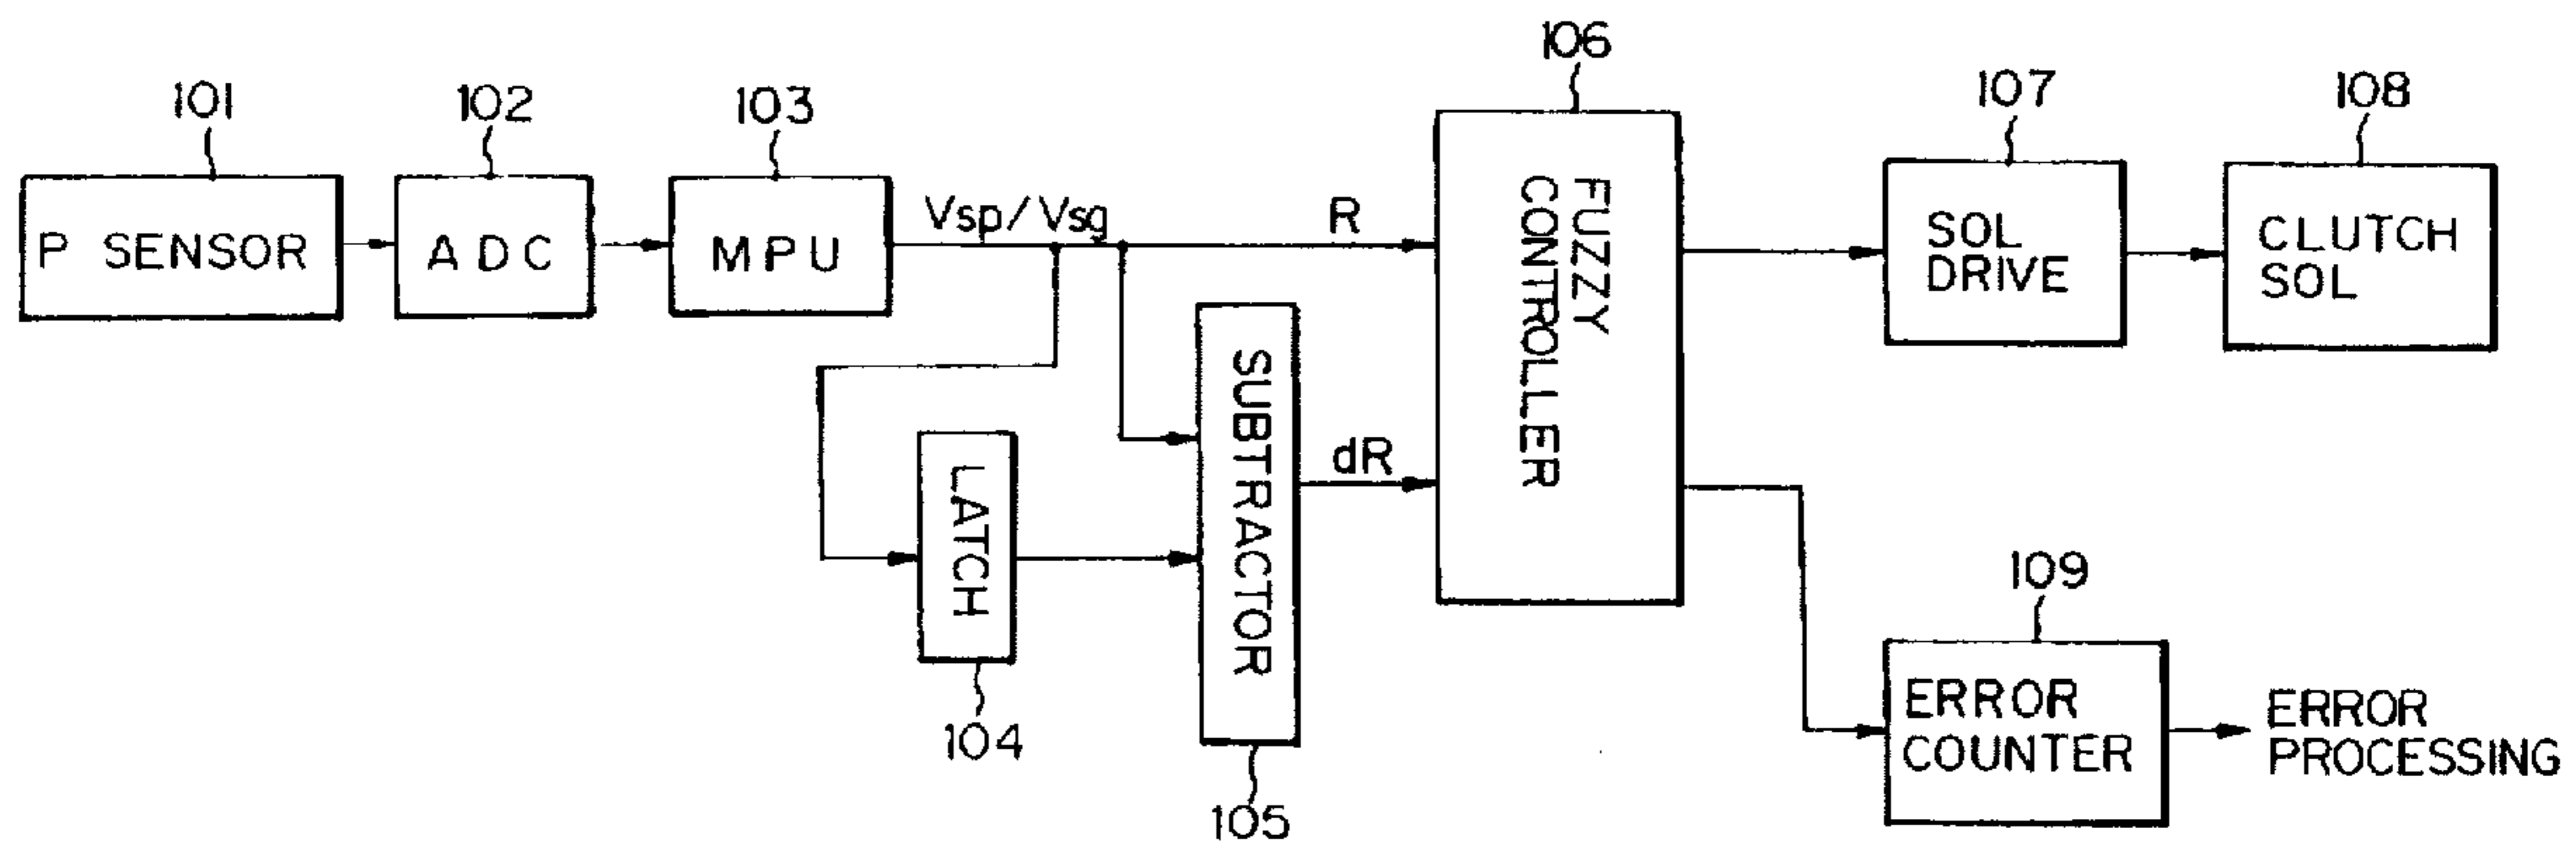 101
102
103
106
107
108
P SENSOR
ADC
MPU
Vsp/Vsg
R
FUZZY
CONTROLLER
SOL
DRIVE
CLUTCH
SOL
LATCH
104
SUBTRACTOR
105
dR
109
ERROR
COUNTER
ERROR
PROCESSING